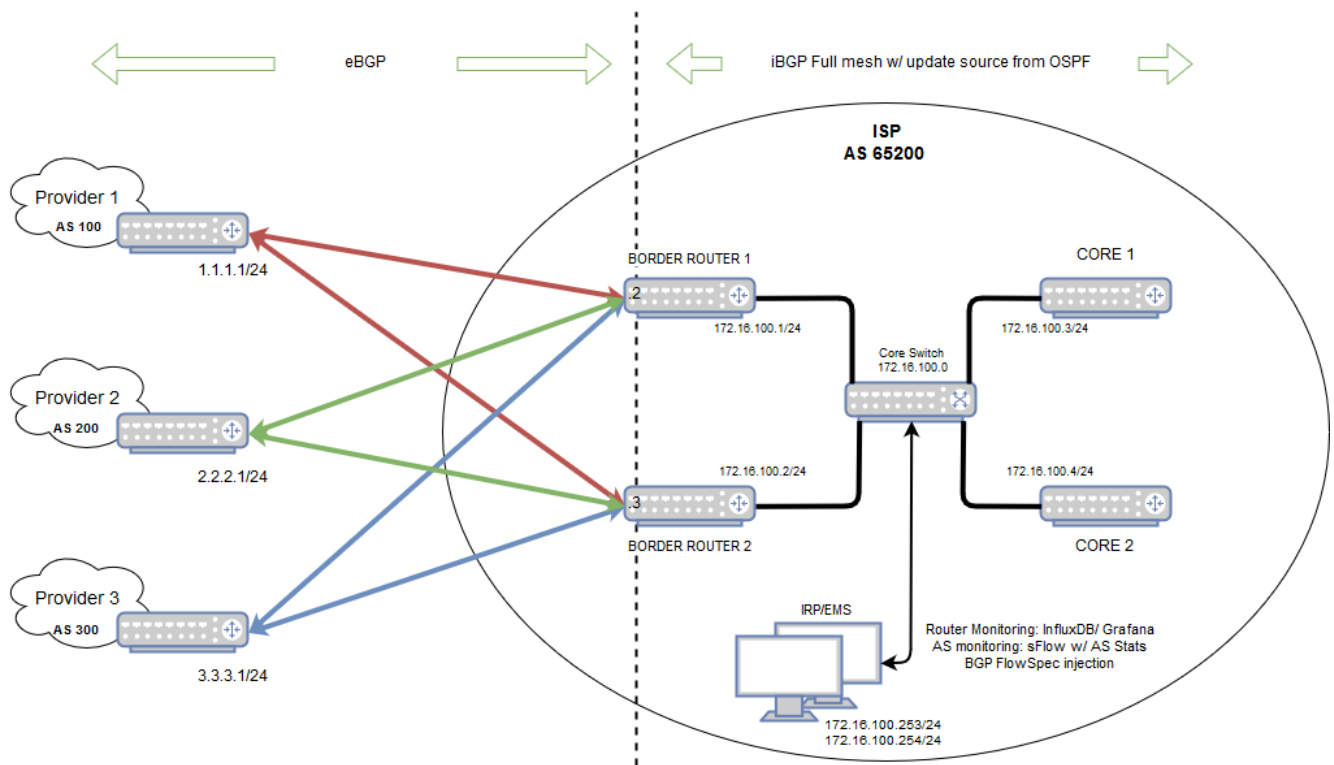 eBGP
iBGP Full mesh w/ update source from OSPF
ISP
AS 65200
Provider 1
AS 100
1.1.1.1/24
BORDER ROUTER 1
.2
172.16.100.1/24
CORE 1
172.16.100.3/24
Core Switch
172.16.100.0
Provider 2
AS 200
2.2.2.1/24
172.16.100.2/24
.3
BORDER ROUTER 2
172.16.100.4/24
CORE 2
Provider 3
AS 300
3.3.3.1/24
IRP/EMS
Router Monitoring: InfluxDB/ Grafana
AS monitoring: sFlow w/ AS Stats
BGP FlowSpec injection
172.16.100.253/24
172.16.100.254/24